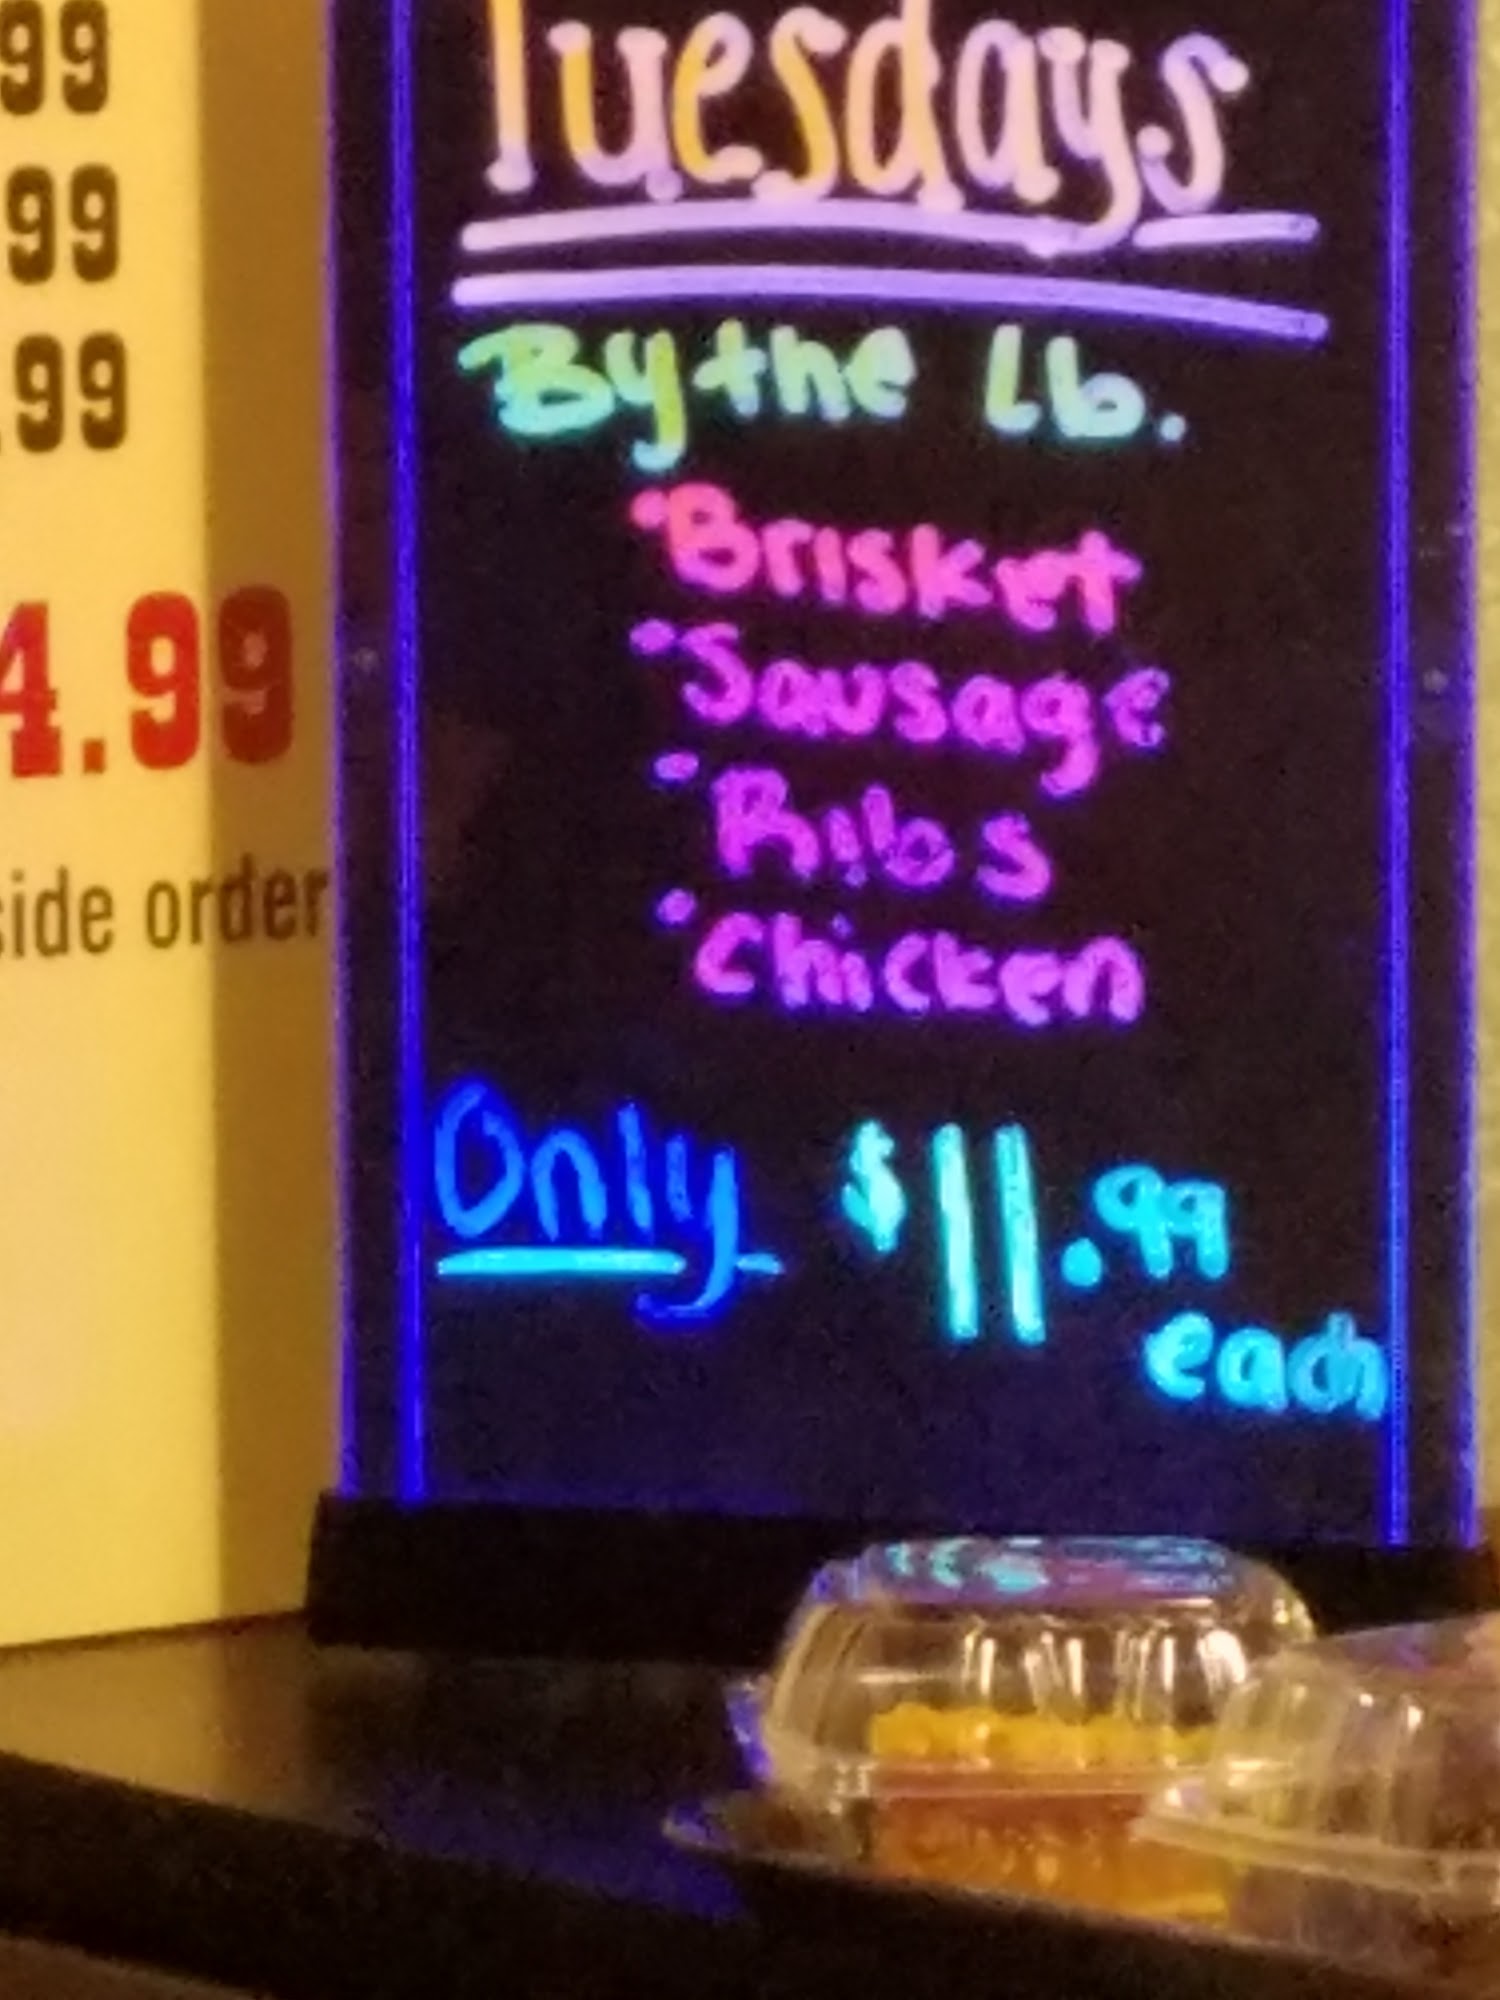 99
99
.99
4.99
side order
Tuesdays
By the Lb.
• Brisket
• Sausage
• Ribs
• Chicken
Only $11.99
each